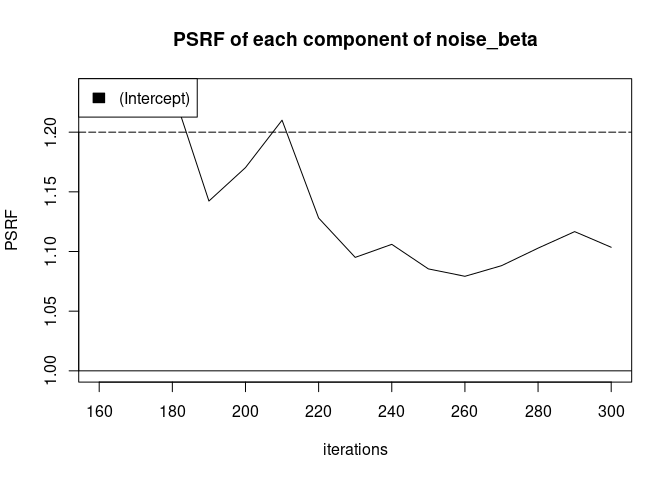 PSRF of each component of noise_beta
(Intercept)
PSRF
1.20
1.15
1.10
1.05
1.00
160 180 200 220 240 260 280 300
iterations